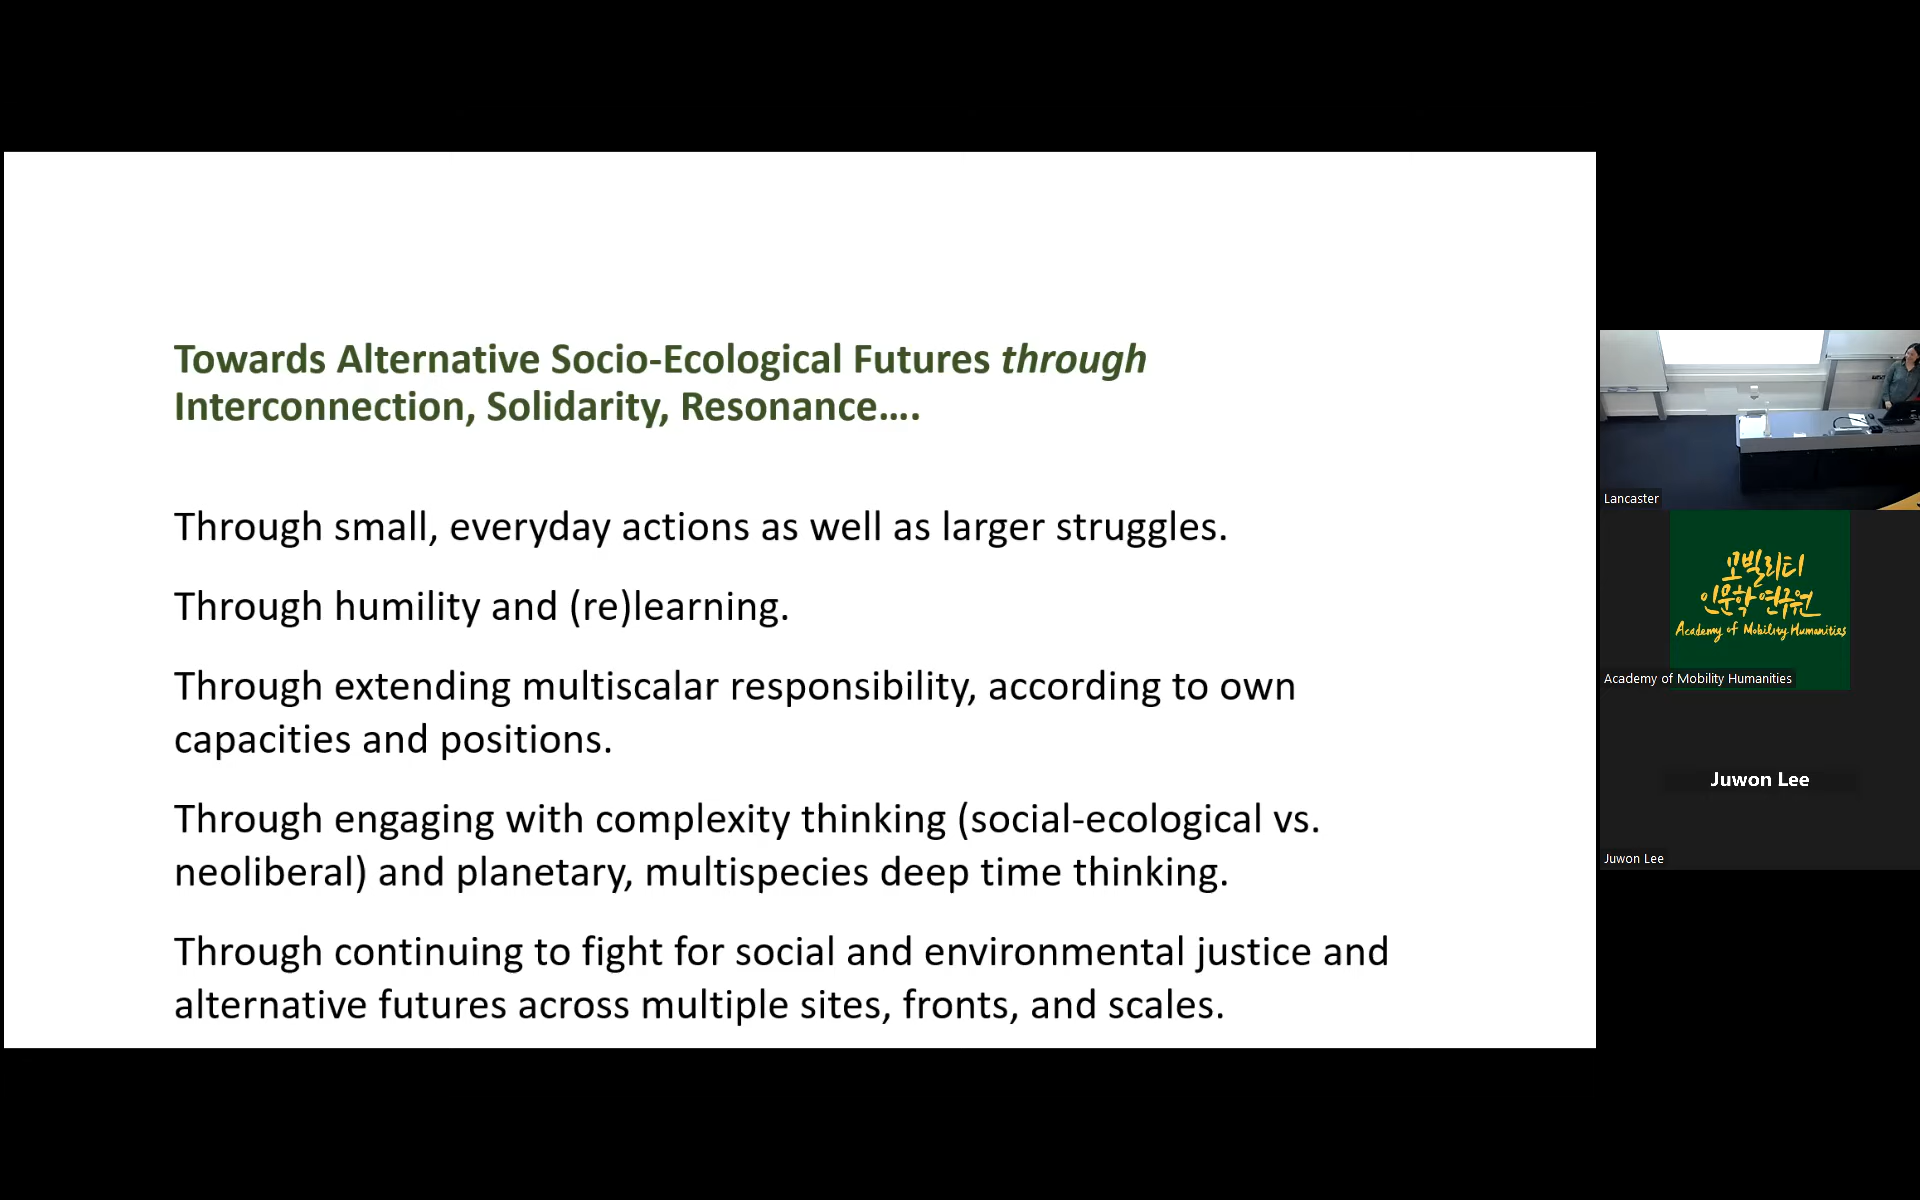 Towards Alternative Socio-Ecological Futures through
Interconnection, Solidarity, Resonance….
Through small, everyday actions as well as larger struggles.
Through humility and (re)learning.
Through extending multiscalar responsibility, according to own
capacities and positions.
Through engaging with complexity thinking (social-ecological vs.
neoliberal) and planetary, multispecies deep time thinking.
Through continuing to fight for social and environmental justice and
alternative futures across multiple sites, fronts, and scales.
Lancaster
모빌리티
인문학 연구원
Academy of Mobility Humanities
Academy of Mobility Humanities
Juwon Lee
Juwon Lee